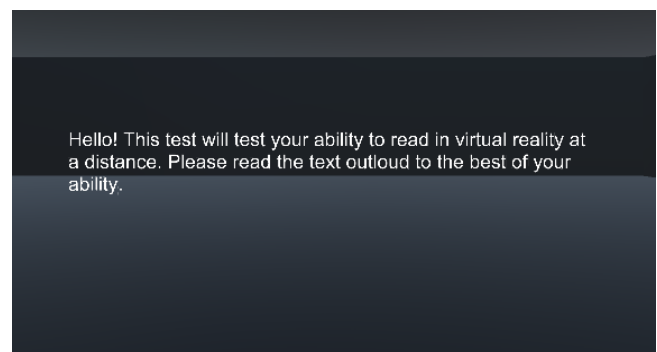 Hello! This test will test your ability to read in virtual reality at
a distance. Please read the text outloud to the best of your
ability.